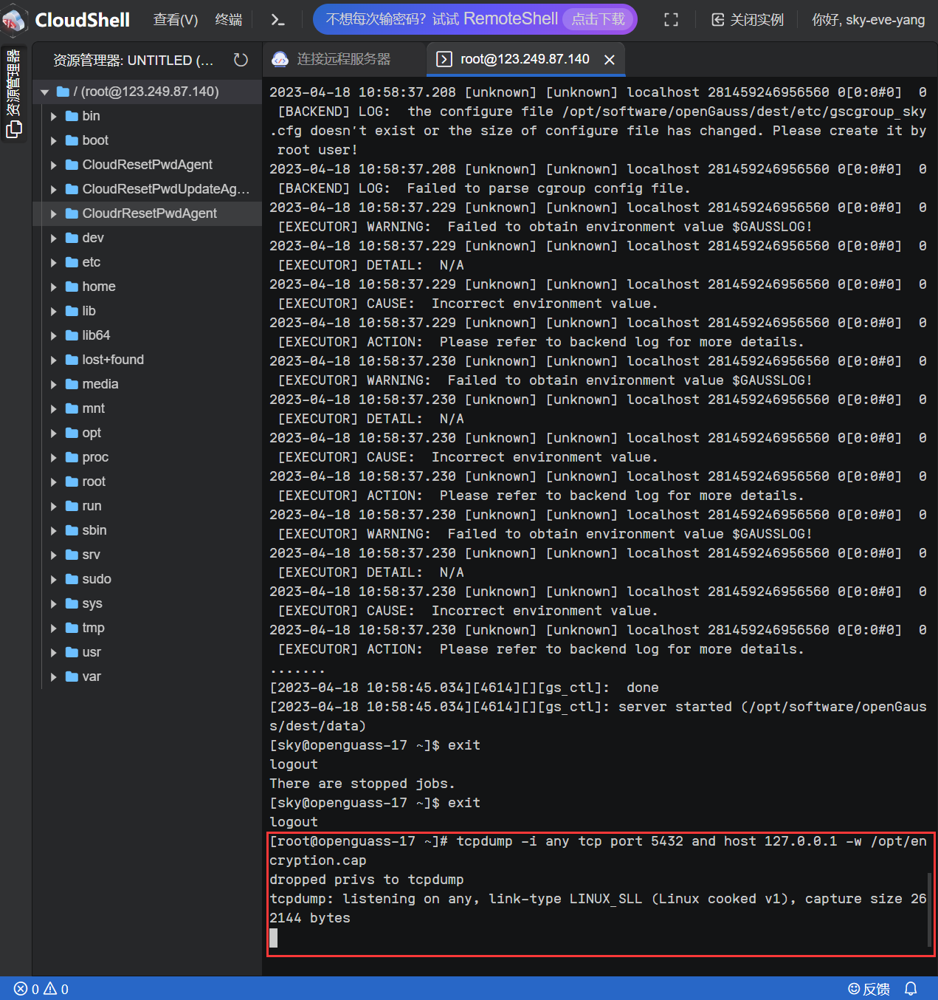 CloudShell 查看(V) 终端 不想每次输密码？试试 RemoteShell 点击下载 关闭实例 你好, sky-eve-yang
资源管理器
资源管理器: UNTITLED (...
/ (root@123.249.87.140)
bin
boot
CloudResetPwdAgent
CloudResetPwdUpdateAg...
CloudrResetPwdAgent
dev
etc
home
lib
lib64
lost+found
media
mnt
opt
proc
root
run
sbin
srv
sudo
sys
tmp
usr
var
连接远程服务器 root@123.249.87.140
2023-04-18 10:58:37.208 [unknown] [unknown] localhost 281459246956560 0[0:0#0]  0
[BACKEND] LOG:  the configure file /opt/software/openGauss/dest/etc/gscgroup_sky
.cfg doesn't exist or the size of configure file has changed. Please create it by
root user!
2023-04-18 10:58:37.208 [unknown] [unknown] localhost 281459246956560 0[0:0#0]  0
[BACKEND] LOG:  Failed to parse cgroup config file.
2023-04-18 10:58:37.229 [unknown] [unknown] localhost 281459246956560 0[0:0#0]  0
[EXECUTOR] WARNING:  Failed to obtain environment value $GAUSSLOG!
2023-04-18 10:58:37.229 [unknown] [unknown] localhost 281459246956560 0[0:0#0]  0
[EXECUTOR] DETAIL:  N/A
2023-04-18 10:58:37.229 [unknown] [unknown] localhost 281459246956560 0[0:0#0]  0
[EXECUTOR] CAUSE:  Incorrect environment value.
2023-04-18 10:58:37.229 [unknown] [unknown] localhost 281459246956560 0[0:0#0]  0
[EXECUTOR] ACTION:  Please refer to backend log for more details.
2023-04-18 10:58:37.230 [unknown] [unknown] localhost 281459246956560 0[0:0#0]  0
[EXECUTOR] WARNING:  Failed to obtain environment value $GAUSSLOG!
2023-04-18 10:58:37.230 [unknown] [unknown] localhost 281459246956560 0[0:0#0]  0
[EXECUTOR] DETAIL:  N/A
2023-04-18 10:58:37.230 [unknown] [unknown] localhost 281459246956560 0[0:0#0]  0
[EXECUTOR] CAUSE:  Incorrect environment value.
2023-04-18 10:58:37.230 [unknown] [unknown] localhost 281459246956560 0[0:0#0]  0
[EXECUTOR] ACTION:  Please refer to backend log for more details.
2023-04-18 10:58:37.230 [unknown] [unknown] localhost 281459246956560 0[0:0#0]  0
[EXECUTOR] WARNING:  Failed to obtain environment value $GAUSSLOG!
2023-04-18 10:58:37.230 [unknown] [unknown] localhost 281459246956560 0[0:0#0]  0
[EXECUTOR] DETAIL:  N/A
2023-04-18 10:58:37.230 [unknown] [unknown] localhost 281459246956560 0[0:0#0]  0
[EXECUTOR] CAUSE:  Incorrect environment value.
2023-04-18 10:58:37.230 [unknown] [unknown] localhost 281459246956560 0[0:0#0]  0
[EXECUTOR] ACTION:  Please refer to backend log for more details.
.......
[2023-04-18 10:58:45.034][4614][][gs_ctl]:  done
[2023-04-18 10:58:45.034][4614][][gs_ctl]: server started (/opt/software/openGaus
s/dest/data)
[sky@openguass-17 ~]$ exit
logout
There are stopped jobs.
[sky@openguass-17 ~]$ exit
logout
[root@openguass-17 ~]# tcpdump -i any tcp port 5432 and host 127.0.0.1 -w /opt/en
cryption.cap
dropped privs to tcpdump
tcpdump: listening on any, link-type LINUX_SLL (Linux cooked v1), capture size 26
2144 bytes
0 0 反馈